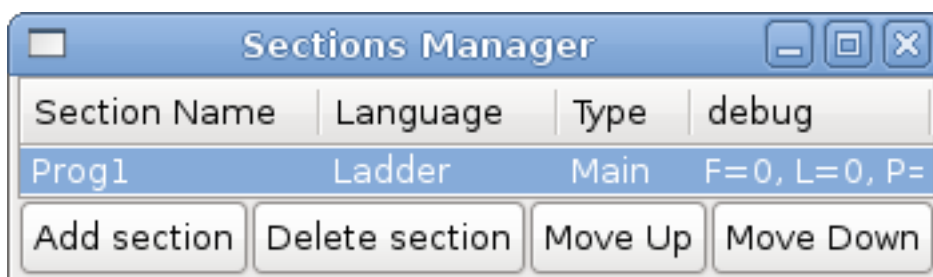 Sections Manager
Section Name Language Type debug
Prog1 Ladder Main F=0, L=0, P=
Add section Delete section Move Up Move Down